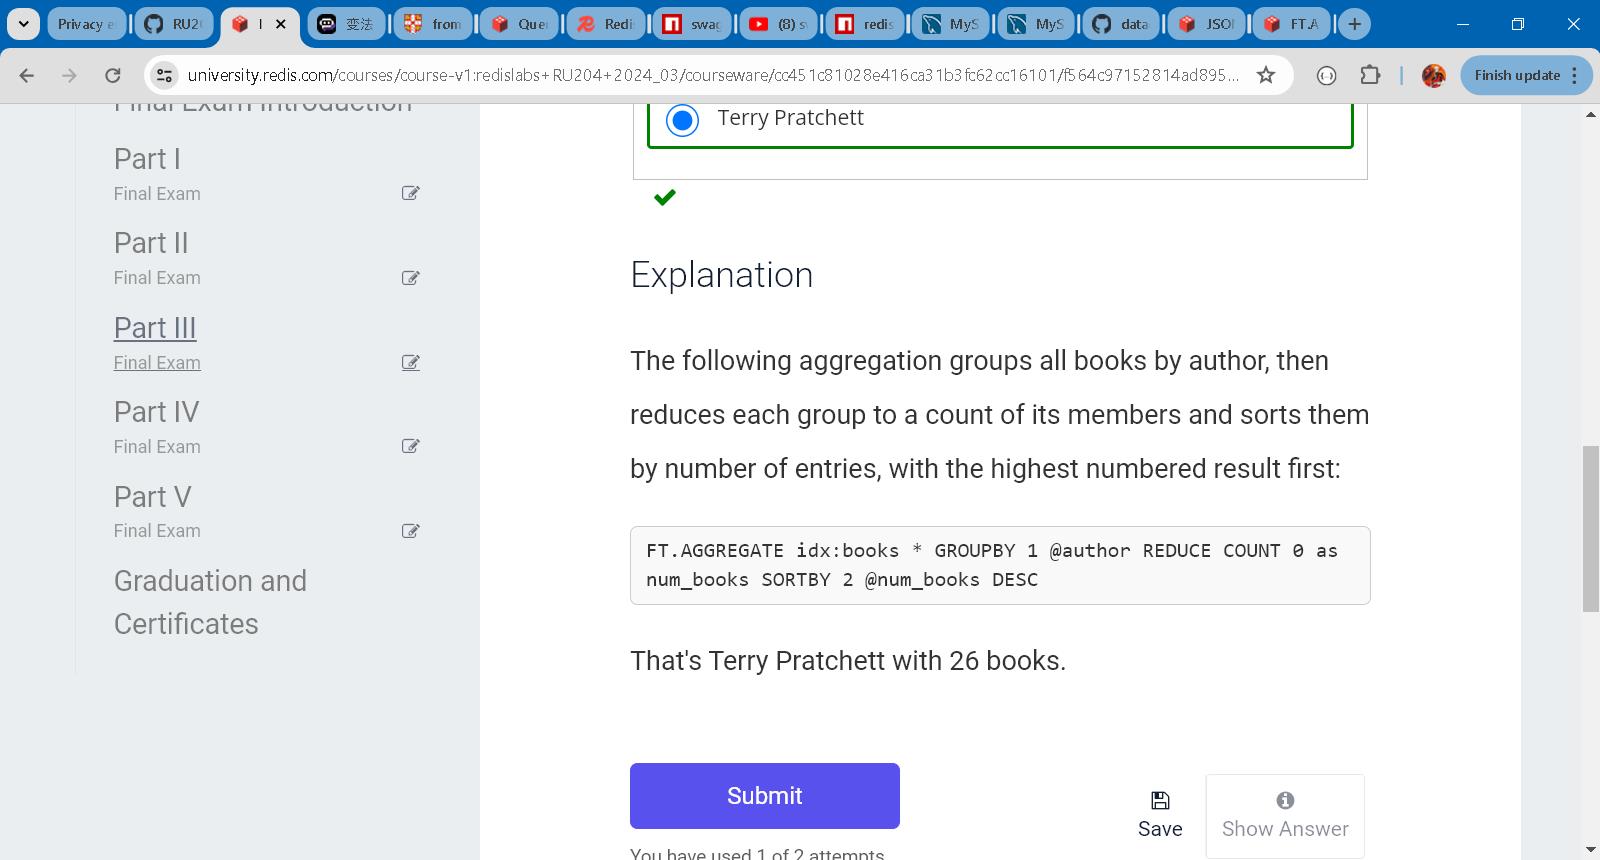 Privacy e
RU2
I
变法
from
Que
Redi
swag
(8) sv
redis
MyS
MyS
data
JSO
FT.A
university.redis.com/courses/course-v1:redislabs+RU204+2024_03/courseware/cc451c81028e416ca31b3fc62cc16101/f564c97152814ad895...
Finish update
Final Exam Introduction
Part I
Final Exam
Part II
Final Exam
Part III
Final Exam
Part IV
Final Exam
Part V
Final Exam
Graduation and
Certificates
Terry Pratchett
Explanation
The following aggregation groups all books by author, then
reduces each group to a count of its members and sorts them
by number of entries, with the highest numbered result first:
FT.AGGREGATE idx:books * GROUPBY 1 @author REDUCE COUNT 0 as
num_books SORTBY 2 @num_books DESC
That's Terry Pratchett with 26 books.
Submit
Save
Show Answer
You have used 1 of 2 attempts